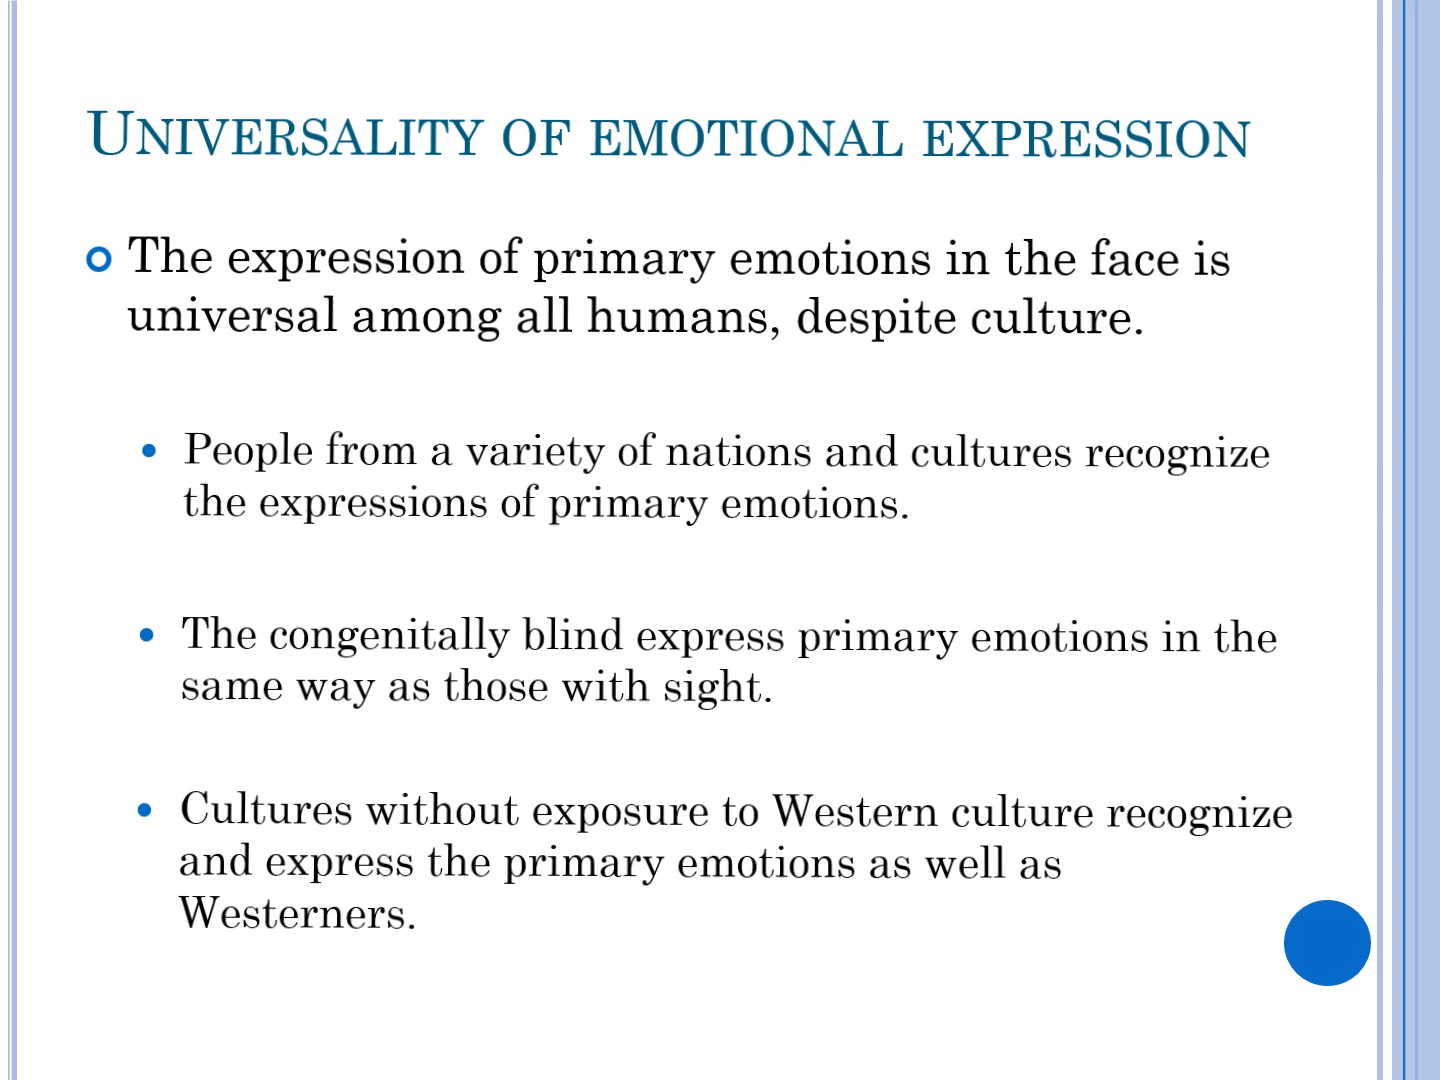 UNIVERSALITY OF EMOTIONAL EXPRESSION
The expression of primary emotions in the face is
universal among all humans, despite culture.
People from a variety of nations and cultures recognize
the expressions of primary emotions.
The congenitally blind express primary emotions in the
same way as those with sight.
Cultures without exposure to Western culture recognize
and express the primary emotions as well as
Westerners.